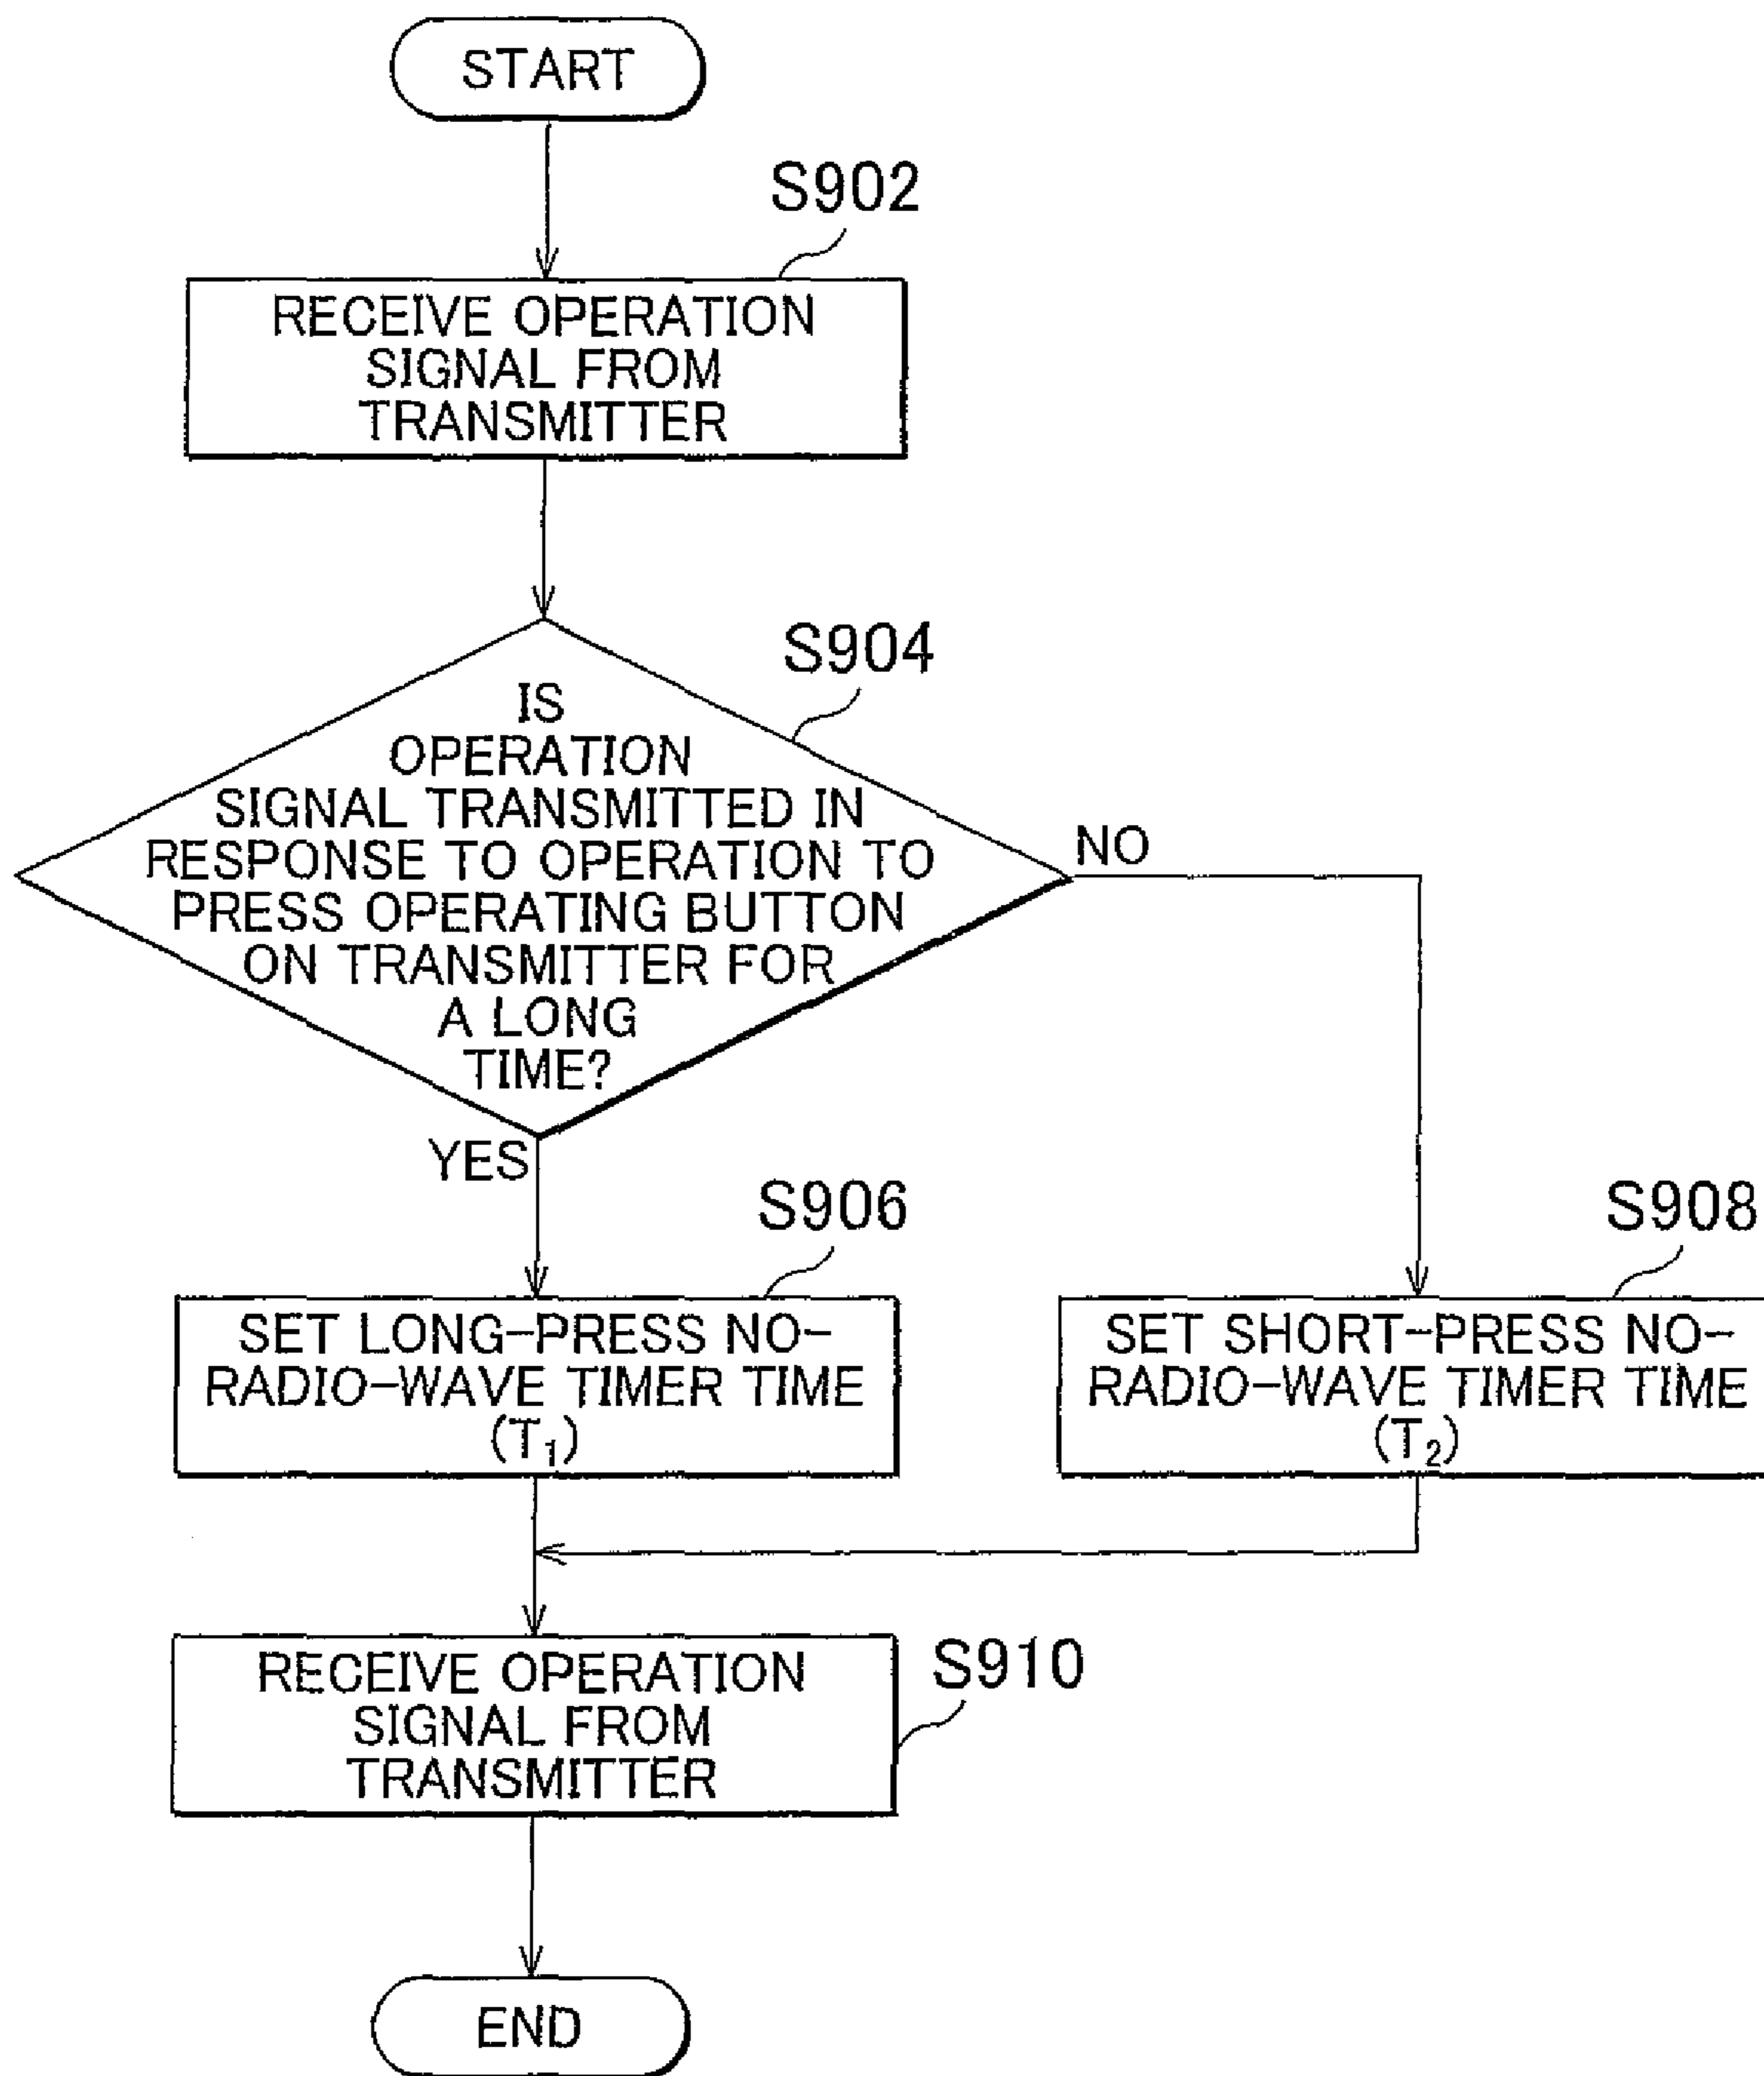 START
S902
RECEIVE OPERATION
SIGNAL FROM
TRANSMITTER
S904
IS
OPERATION
SIGNAL TRANSMITTED IN
RESPONSE TO OPERATION TO
PRESS OPERATING BUTTON
ON TRANSMITTER FOR
A LONG
TIME?
NO
YES
S906
SET LONG-PRESS NO-
RADIO-WAVE TIMER TIME
(T₁)
S908
SET SHORT-PRESS NO-
RADIO-WAVE TIMER TIME
(T₂)
RECEIVE OPERATION
SIGNAL FROM
TRANSMITTER
S910
END